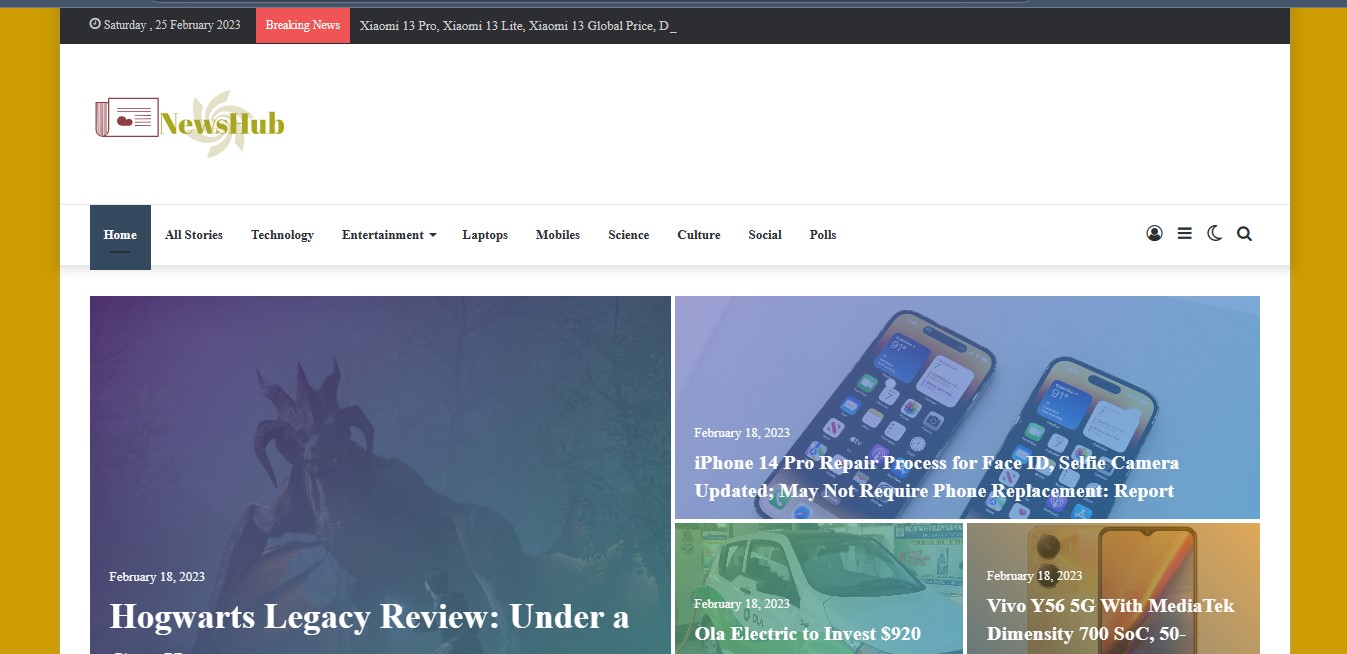 Saturday , 25 February 2023
Breaking News
Xiaomi 13 Pro, Xiaomi 13 Lite, Xiaomi 13 Global Price, D_
NewsHub
Home
All Stories
Technology
Entertainment
Laptops
Mobiles
Science
Culture
Social
Polls
91°
91°
February 18, 2023
iPhone 14 Pro Repair Process for Face ID, Selfie Camera
Updated; May Not Require Phone Replacement: Report
February 18, 2023
Hogwarts Legacy Review: Under a
February 18, 2023
Ola Electric to Invest $920
February 18, 2023
Vivo Y56 5G With MediaTek
Dimensity 700 SoC, 50-